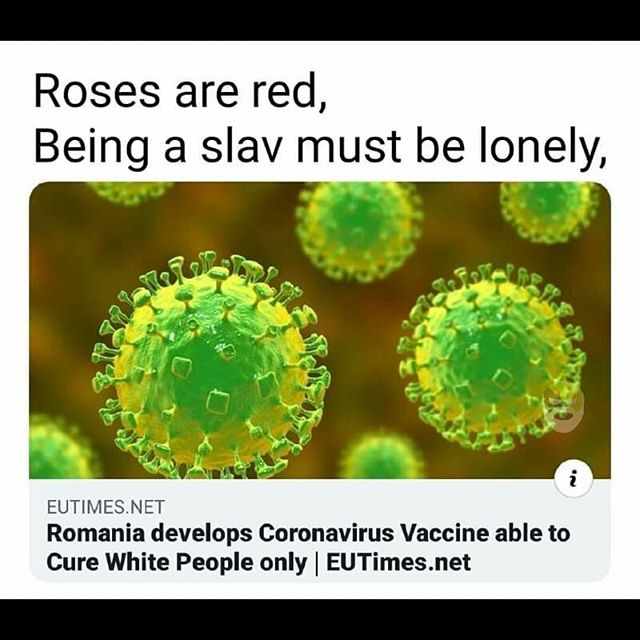 Roses are red,
Being a slav must be lonely,
i
EUTIMES.NET
Romania develops Coronavirus Vaccine able to
Cure White People only | EUTimes.net